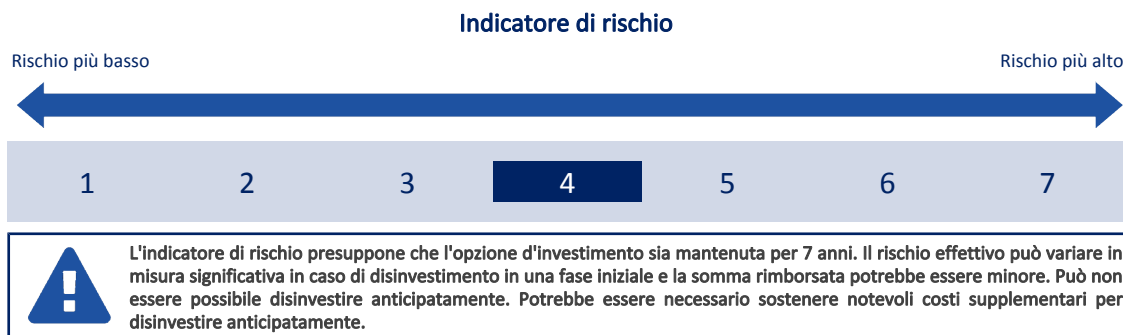 Indicatore di rischio
Rischio più basso
Rischio più alto
1 2 3 4 5 6 7
L'indicatore di rischio presuppone che l'opzione d'investimento sia mantenuta per 7 anni. Il rischio effettivo può variare in
misura significativa in caso di disinvestimento in una fase iniziale e la somma rimborsata potrebbe essere minore. Può non
essere possibile disinvestire anticipatamente. Potrebbe essere necessario sostenere notevoli costi supplementari per
disinvestire anticipatamente.